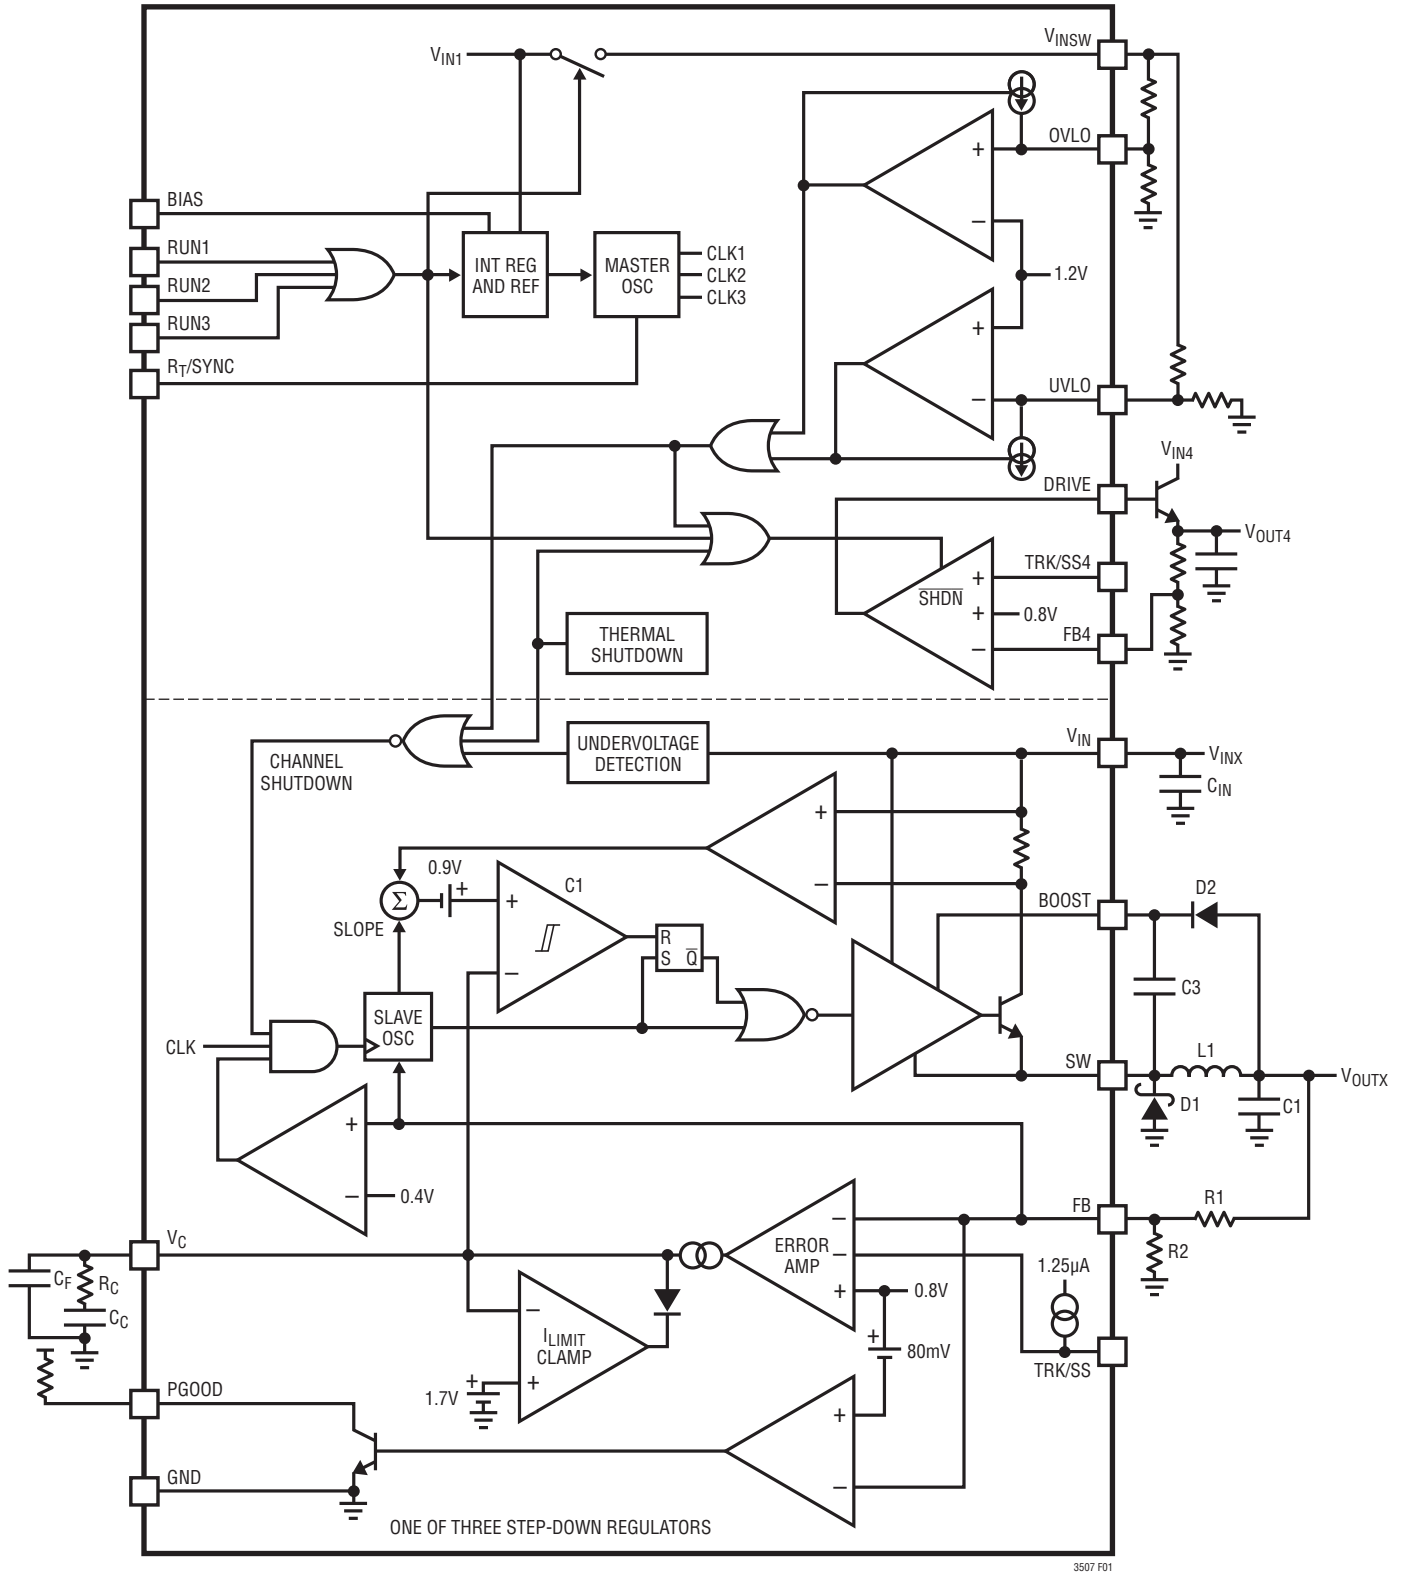 VIN1
VINSW
OVLO
+
−
1.2V
+
−
UVLO
BIAS
RUN1
RUN2
RUN3
RT/SYNC
INT REG
AND REF
MASTER
OSC
CLK1
CLK2
CLK3
VIN4
DRIVE
VOUT4
TRK/SS4
SHDN
+
+
−
0.8V
FB4
THERMAL
SHUTDOWN
UNDERVOLTAGE
DETECTION
CHANNEL
SHUTDOWN
VIN
VINX
CIN
+
−
0.9V
+
Σ
SLOPE
C1
+
−
R
S
Q
BOOST
D2
C3
SLAVE
OSC
CLK
SW
L1
VOUTX
D1
C1
+
−
0.4V
FB
R1
R2
VC
CF
RC
CC
ERROR
AMP
−
−
+
0.8V
+
80mV
1.25µA
TRK/SS
ILIMIT
CLAMP
−
+
+
1.7V
PGOOD
+
−
GND
ONE OF THREE STEP-DOWN REGULATORS
3507 F01